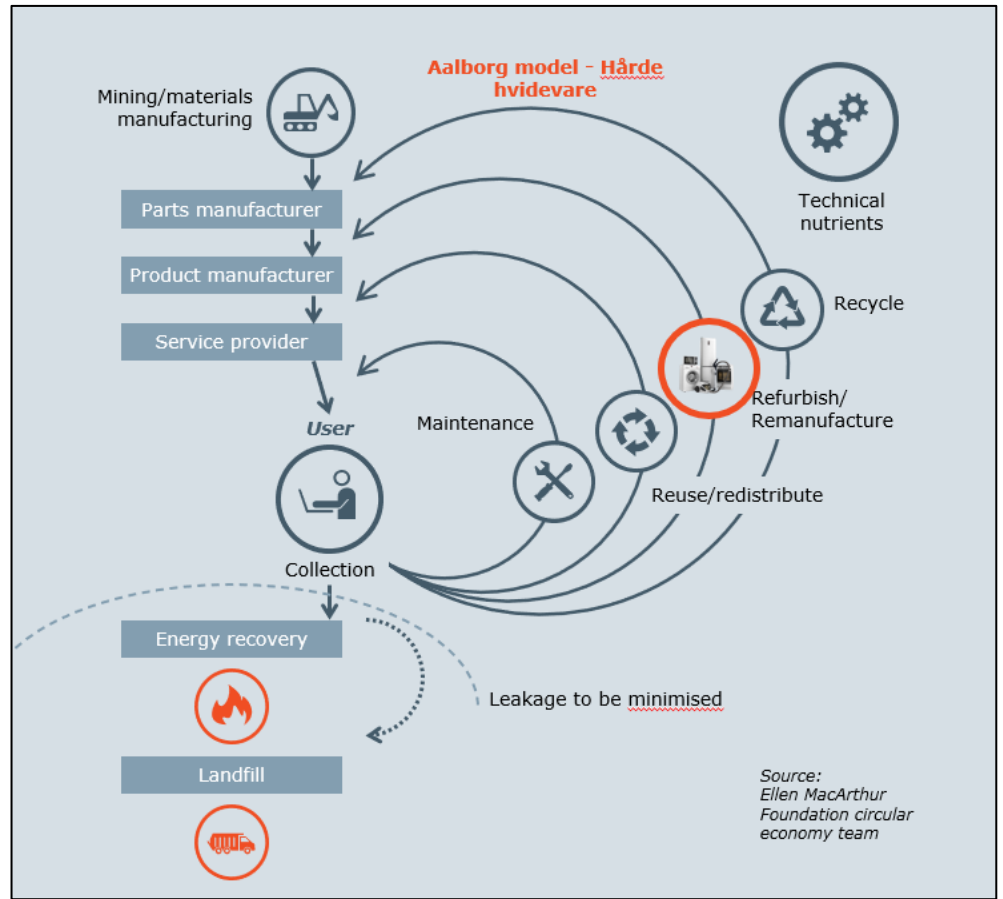 Aalborg model - Hårde
hvidevare
Mining/materials
manufacturing
Technical
nutrients
Parts manufacturer
Product manufacturer
Service provider
User
Collection
Maintenance
Recycle
Refurbish/
Remanufacture
Reuse/redistribute
Energy recovery
Leakage to be minimised
Landfill
Source:
Ellen MacArthur
Foundation circular
economy team